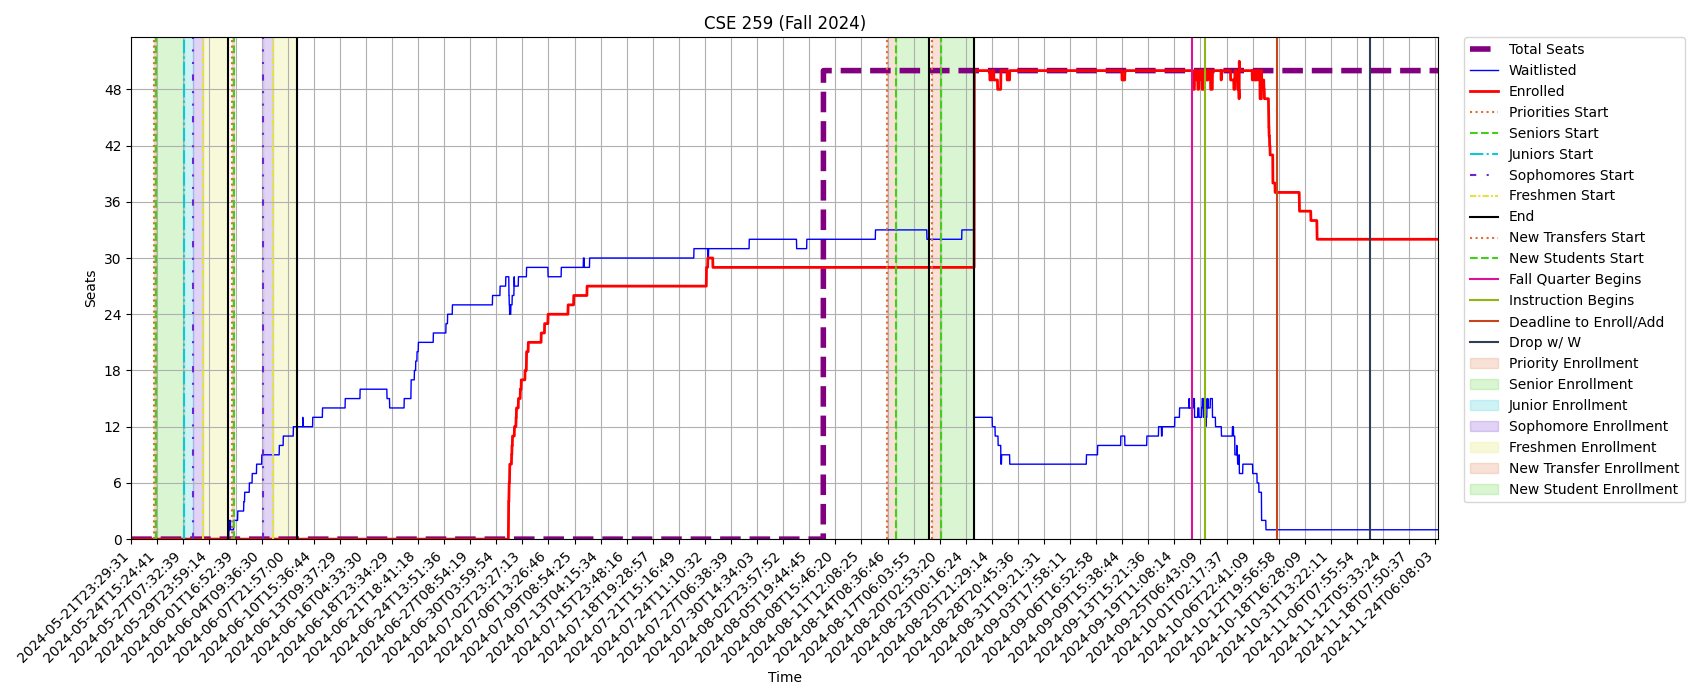 CSE 259 (Fall 2024)
Seats
48
42
36
30
24
18
12
6
0
2024-05-21T23:29:31
2024-05-24T15:24:41
2024-05-27T07:32:39
2024-05-29T23:59:14
2024-06-01T16:52:39
2024-06-04T09:36:30
2024-06-07T21:57:00
2024-06-10T15:36:44
2024-06-13T09:37:29
2024-06-16T04:33:30
2024-06-18T23:34:29
2024-06-21T18:41:18
2024-06-24T13:51:36
2024-06-27T08:54:19
2024-06-30T03:59:54
2024-07-02T23:27:13
2024-07-06T13:26:46
2024-07-09T08:54:25
2024-07-13T04:15:34
2024-07-15T23:48:16
2024-07-18T19:28:57
2024-07-21T15:16:49
2024-07-24T11:10:32
2024-07-27T06:38:39
2024-07-30T14:34:03
2024-08-02T23:57:52
2024-08-05T19:44:45
2024-08-08T15:46:20
2024-08-11T12:08:25
2024-08-14T08:36:46
2024-08-17T06:03:55
2024-08-20T02:53:20
2024-08-23T00:16:24
2024-08-25T21:29:14
2024-08-28T20:45:36
2024-08-31T19:21:31
2024-09-03T17:58:11
2024-09-06T16:52:58
2024-09-09T15:38:44
2024-09-13T15:21:36
2024-09-19T11:08:14
2024-09-25T06:43:09
2024-10-01T02:17:37
2024-10-06T22:41:09
2024-10-12T19:56:58
2024-10-18T16:28:09
2024-10-31T13:22:11
2024-11-06T07:55:54
2024-11-12T05:33:24
2024-11-18T07:50:37
2024-11-24T06:08:03
Time
Total Seats
Waitlisted
Enrolled
Priorities Start
Seniors Start
Juniors Start
Sophomores Start
Freshmen Start
End
New Transfers Start
New Students Start
Fall Quarter Begins
Instruction Begins
Deadline to Enroll/Add
Drop w/ W
Priority Enrollment
Senior Enrollment
Junior Enrollment
Sophomore Enrollment
Freshmen Enrollment
New Transfer Enrollment
New Student Enrollment